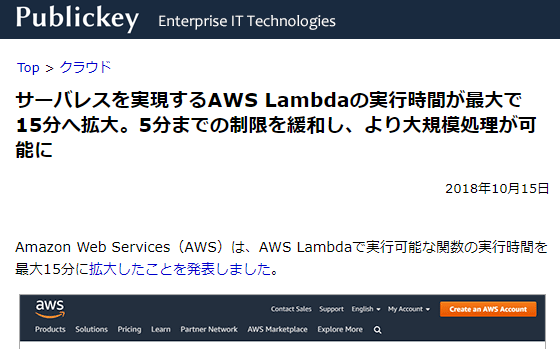 Publickey Enterprise IT Technologies
Top > クラウド
サーバレスを実現するAWS Lambdaの実行時間が最大で
15分へ拡大。5分までの制限を緩和し、より大規模処理が可
能に
2018年10月15日
Amazon Web Services（AWS）は、AWS Lambdaで実行可能な関数の実行時間を
最大15分に拡大したことを発表しました。
aws Contact Sales Support English My Account Create an AWS Account
Products Solutions Pricing Learn Partner Network AWS Marketplace Explore More